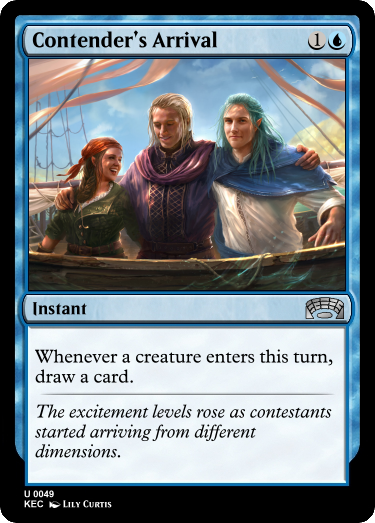 Contender's Arrival 1
Instant
Whenever a creature enters this turn,
draw a card.
The excitement levels rose as contestants
started arriving from different
dimensions.
U 0049
KEC Lily Curtis